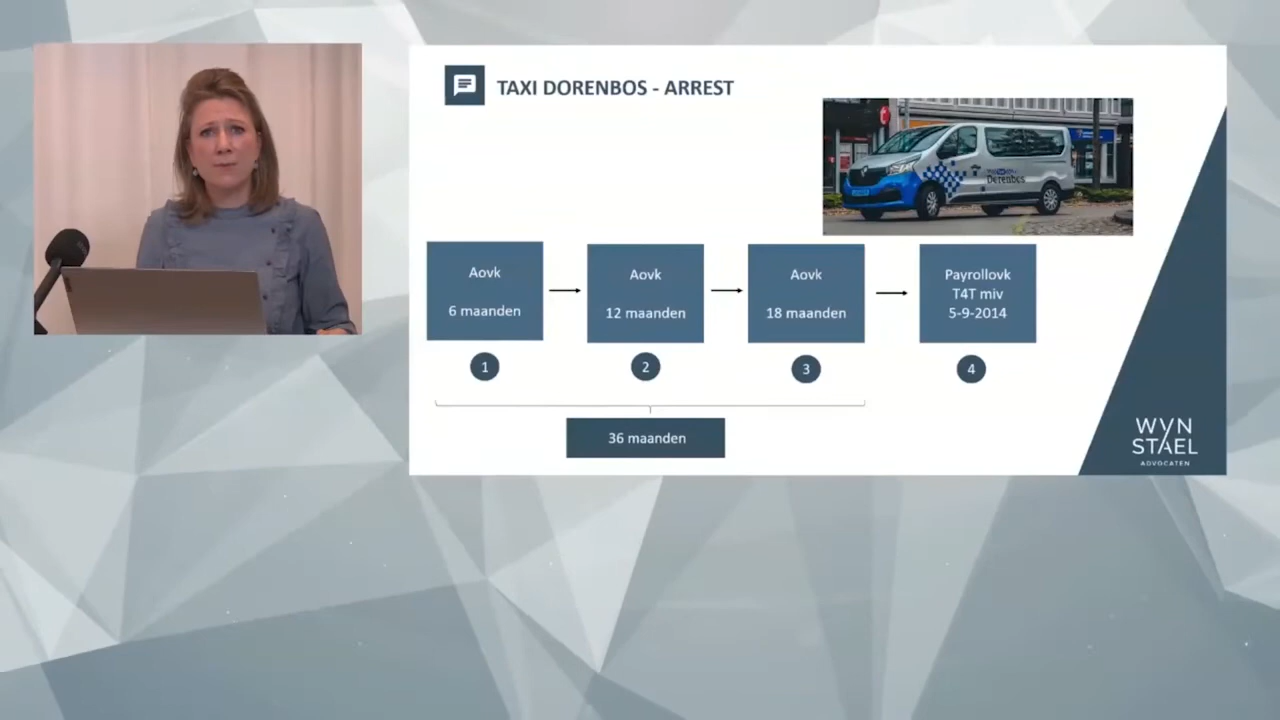 TAXI DORENBOS - ARREST
Dorenbos
Aovk
6 maanden
Aovk
12 maanden
Aovk
18 maanden
Payrollovk
T4T miv
5-9-2014
1
2
3
4
36 maanden
WYN
STAEL
ADVOCATEN